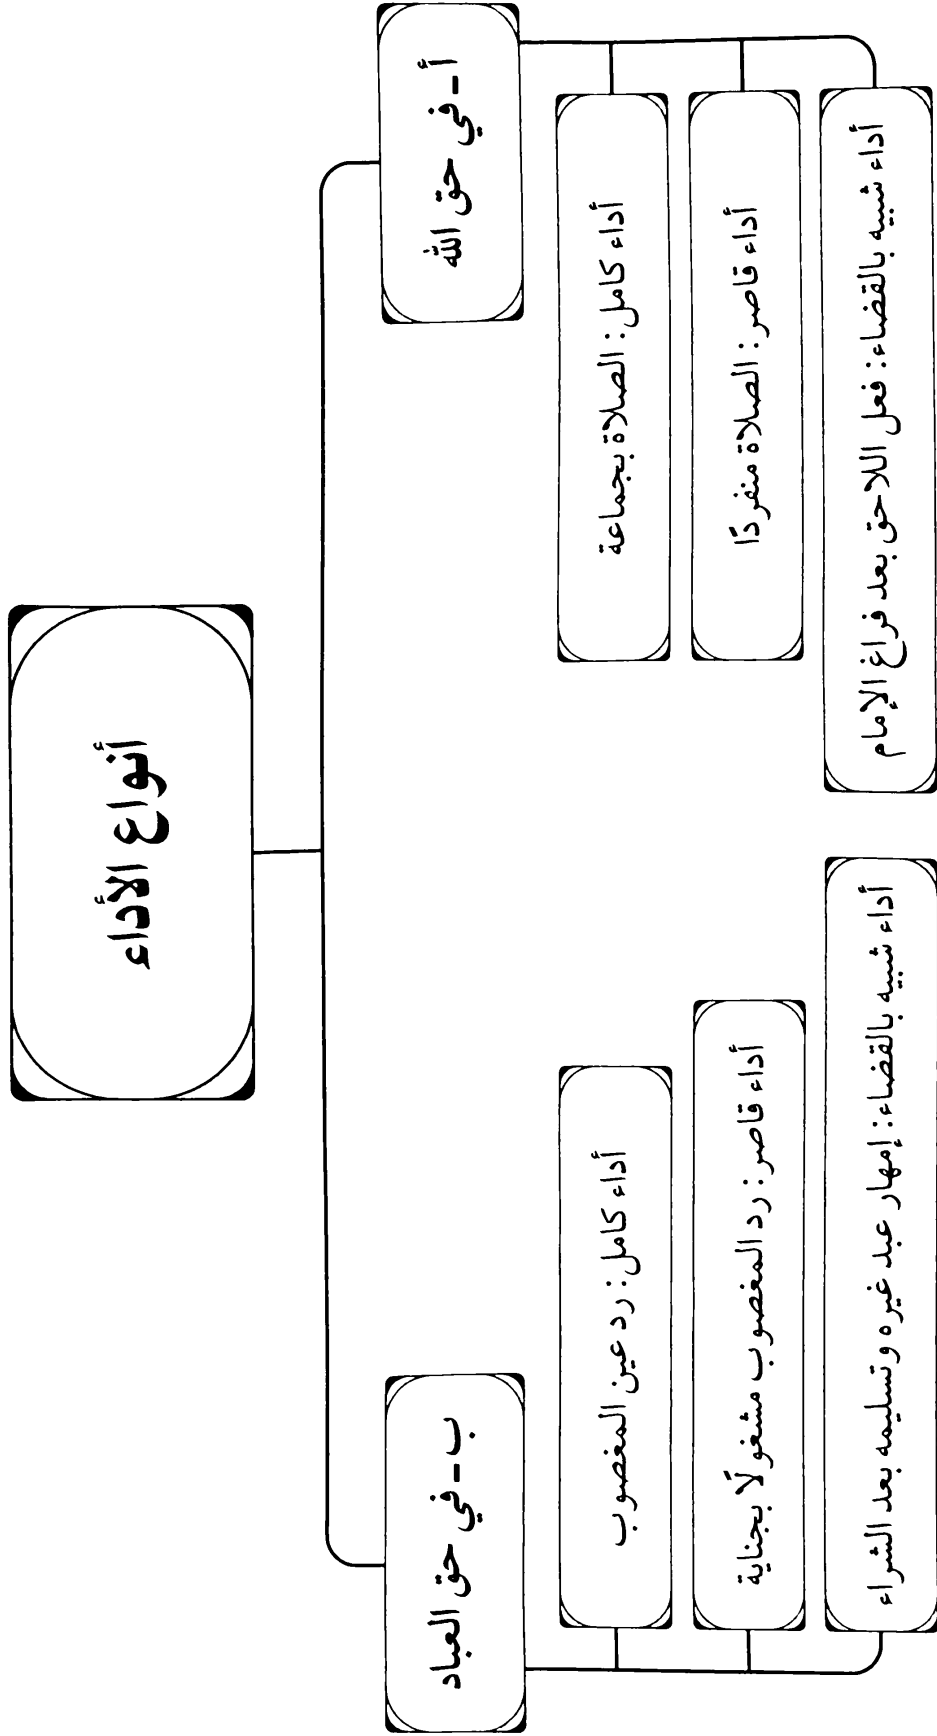 أنواع الأداء
أ ـ في حق الله
أداء كامل: الصلاة بجماعة
أداء قاصر: الصلاة منفردًا
أداء شبيه بالقضاء: فعل اللاحق بعد فراغ الإمام
ب ـ في حق العباد
أداء كامل: رد عين المغصوب
أداء قاصر: رد المغصوب مشغولًا بجناية
أداء شبيه بالقضاء: إمهار عبد غيره وتسليمه بعد الشراء